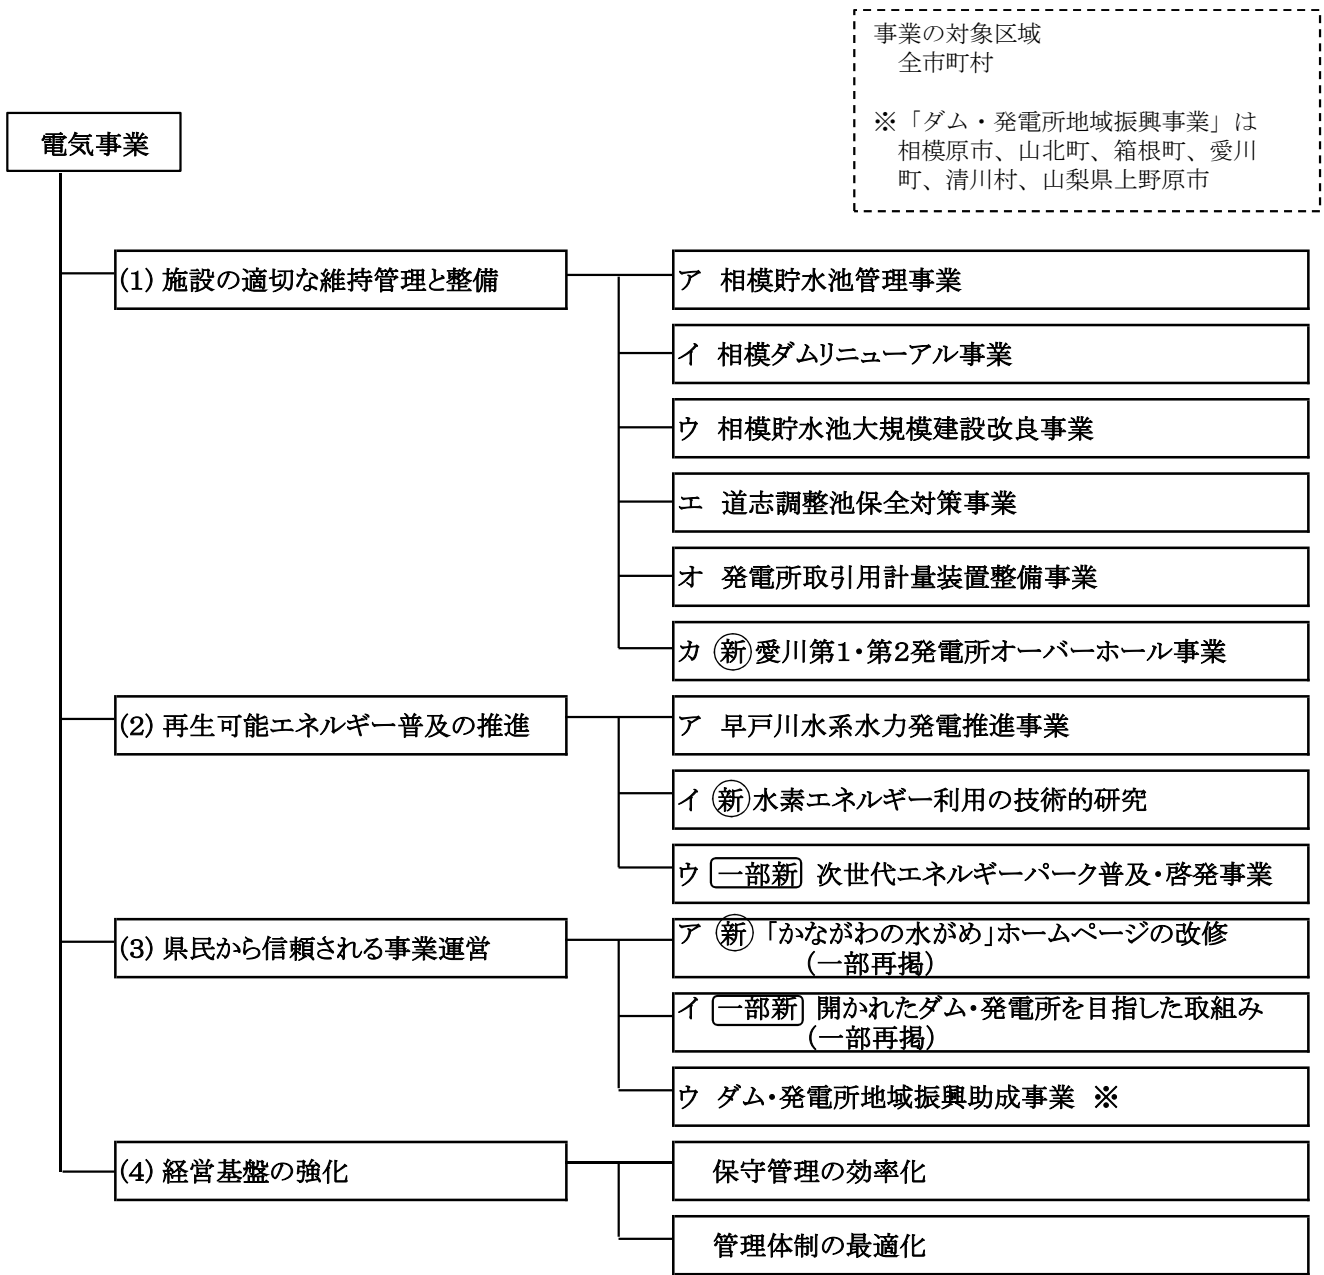 事業の対象区域
全市町村
※「ダム・発電所地域振興事業」は
相模原市、山北町、箱根町、愛川
町、清川村、山梨県上野原市
電気事業
(1) 施設の適切な維持管理と整備
ア 相模貯水池管理事業
イ 相模ダムリニューアル事業
ウ 相模貯水池大規模建設改良事業
エ 道志調整池保全対策事業
オ 発電所取引用計量装置整備事業
カ 新 愛川第1・第2発電所オーバーホール事業
(2) 再生可能エネルギー普及の推進
ア 早戸川水系水力発電推進事業
イ 新 水素エネルギー利用の技術的研究
ウ 一部新 次世代エネルギーパーク普及・啓発事業
(3) 県民から信頼される事業運営
ア 新 「かながわの水がめ」ホームページの改修
(一部再掲)
イ 一部新 開かれたダム・発電所を目指した取組み
(一部再掲)
ウ ダム・発電所地域振興助成事業 ※
(4) 経営基盤の強化
保守管理の効率化
管理体制の最適化